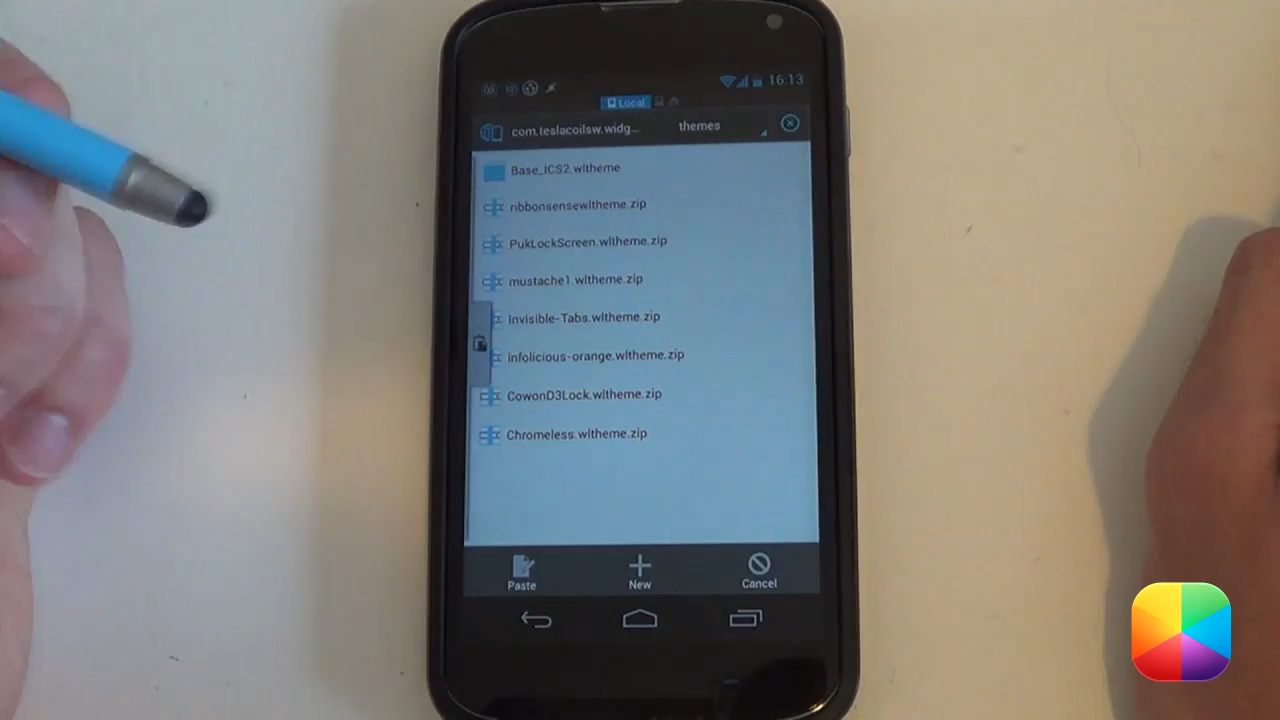 16:13
Local
com.teslacoilsw.widg...
themes
Base_ICS2.wltheme
ribbonsensewltheme.zip
PukLockScreen.wltheme.zip
mustache1.wltheme.zip
Invisible-Tabs.wltheme.zip
infolicious-orange.wltheme.zip
CowonD3Lock.wltheme.zip
Chromeless.wltheme.zip
Paste
New
Cancel